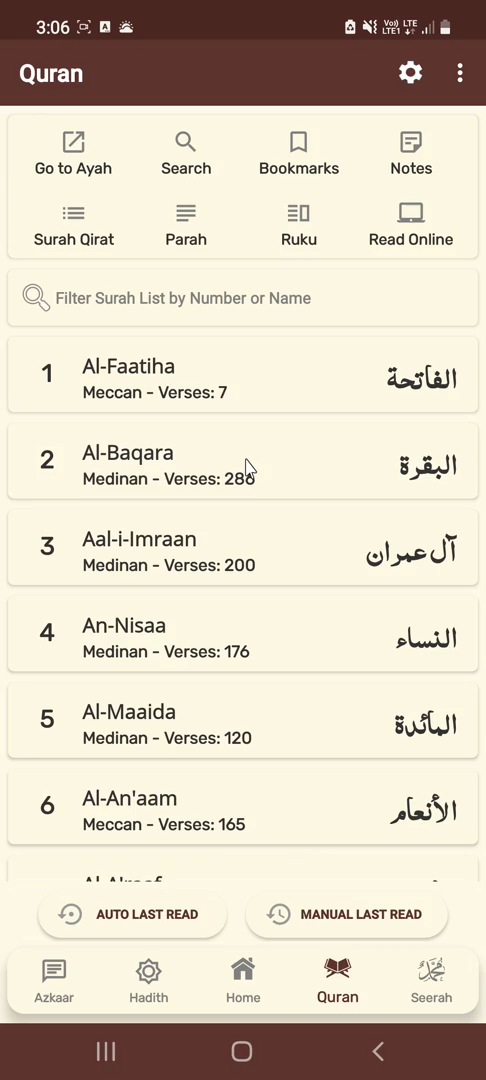 3:06 A Vo)) LTE LTE1
Quran
Go to Ayah Search Bookmarks Notes
Surah Qirat Parah Ruku Read Online
Filter Surah List by Number or Name
1 Al-Faatiha الفاتحة
Meccan - Verses: 7
2 Al-Baqara البقرة
Medinan - Verses: 286
3 Aal-i-Imraan آل عمران
Medinan - Verses: 200
4 An-Nisaa النساء
Medinan - Verses: 176
5 Al-Maaida المائدة
Medinan - Verses: 120
6 Al-An'aam الأنعام
Meccan - Verses: 165
AUTO LAST READ MANUAL LAST READ
Azkaar Hadith Home Quran Seerah